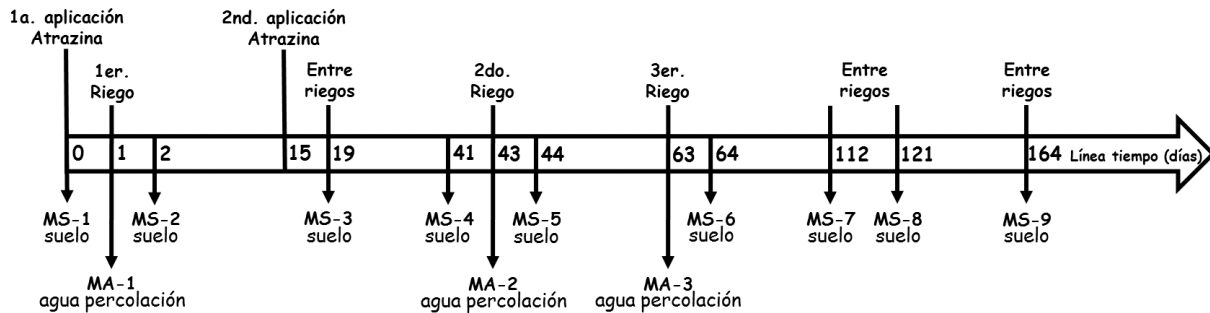 1a. aplicación
Atrazina
2nd. aplicación
Atrazina
1er.
Riego
Entre
riegos
2do.
Riego
3er.
Riego
Entre
riegos
Entre
riegos
0 1 2 15 19 41 43 44 63 64 112 121 164 Línea tiempo (días)
MS-1
suelo
MS-2
suelo
MS-3
suelo
MS-4
suelo
MS-5
suelo
MS-6
suelo
MS-7
suelo
MS-8
suelo
MS-9
suelo
MA-1
agua percolación
MA-2
agua percolación
MA-3
agua percolación